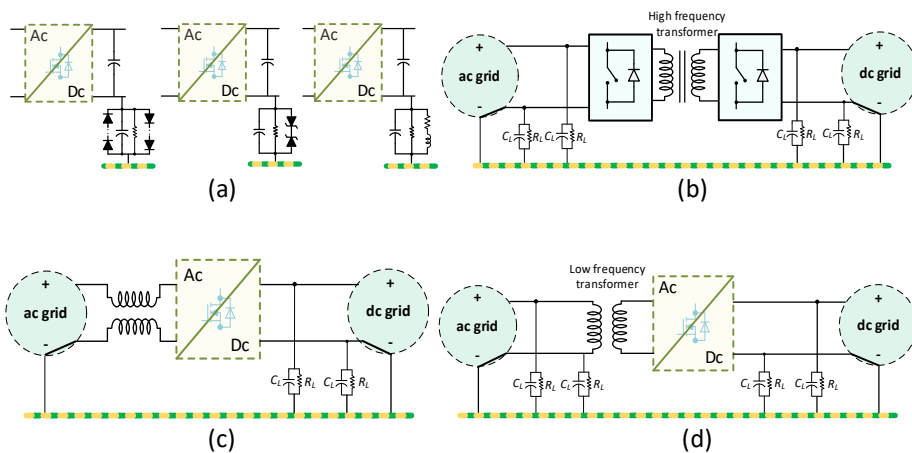 Ac
Dc
Ac
Dc
Ac
Dc
(a)
High frequency
transformer
+
ac grid
-
+
dc grid
-
CL RL CL RL
CL RL CL RL
(b)
+
ac grid
-
Ac
Dc
+
dc grid
-
CL RL CL RL
(c)
Low frequency
transformer
+
ac grid
-
Ac
Dc
+
dc grid
-
CL RL CL RL
CL RL CL RL
(d)